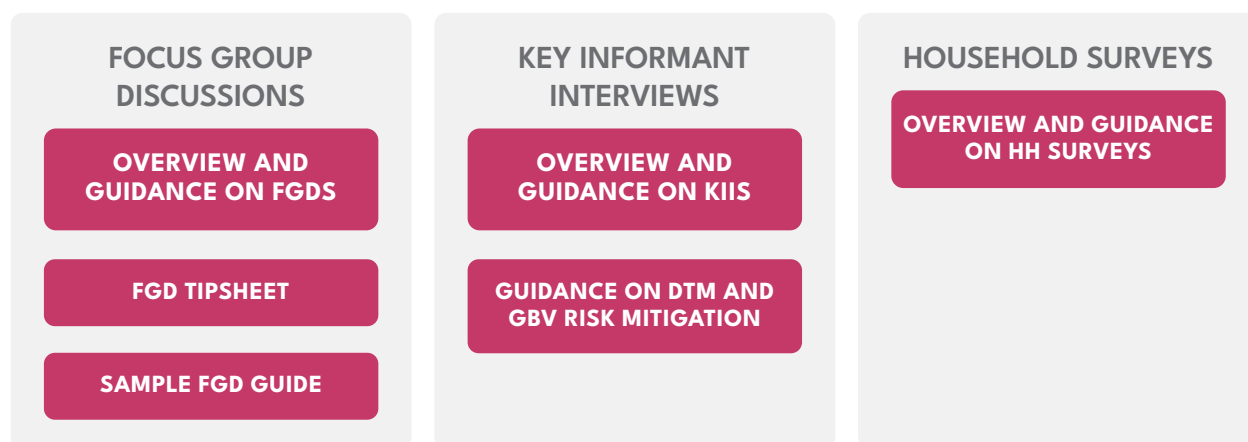 FOCUS GROUP
DISCUSSIONS
OVERVIEW AND
GUIDANCE ON FGDS
FGD TIPSHEET
SAMPLE FGD GUIDE
KEY INFORMANT
INTERVIEWS
OVERVIEW AND
GUIDANCE ON KIIS
GUIDANCE ON DTM AND
GBV RISK MITIGATION
HOUSEHOLD SURVEYS
OVERVIEW AND GUIDANCE
ON HH SURVEYS